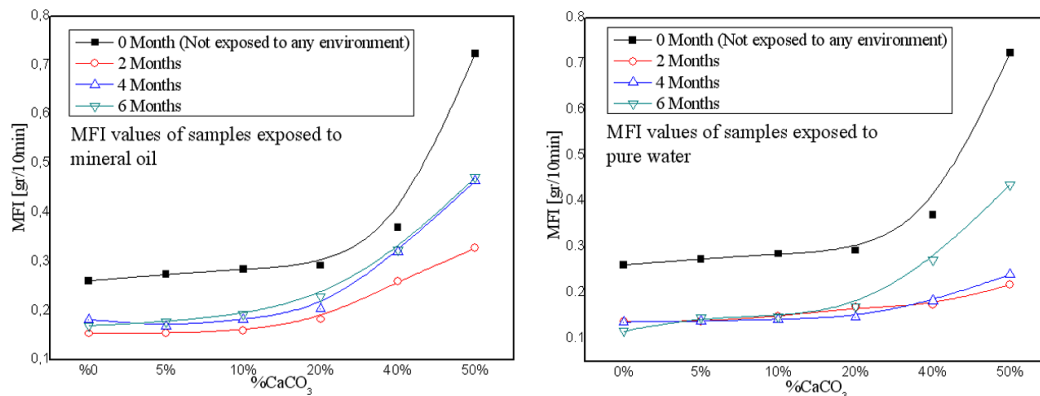 0,8
0,7
0,6
0,5
0,4
0,3
0,2
0,1
MFI [gr/10min]
0 Month (Not exposed to any environment)
2 Months
4 Months
6 Months
MFI values of samples exposed to
mineral oil
%0 5% 10% 20% 40% 50%
%CaCO3
0.8
0.7
0.6
0.5
0.4
0.3
0.2
0.1
MFI [gr/10min]
0 Month (Not exposed to any environment)
2 Months
4 Months
6 Months
MFI values of samples exposed to
pure water
0% 5% 10% 20% 40% 50%
%CaCO3